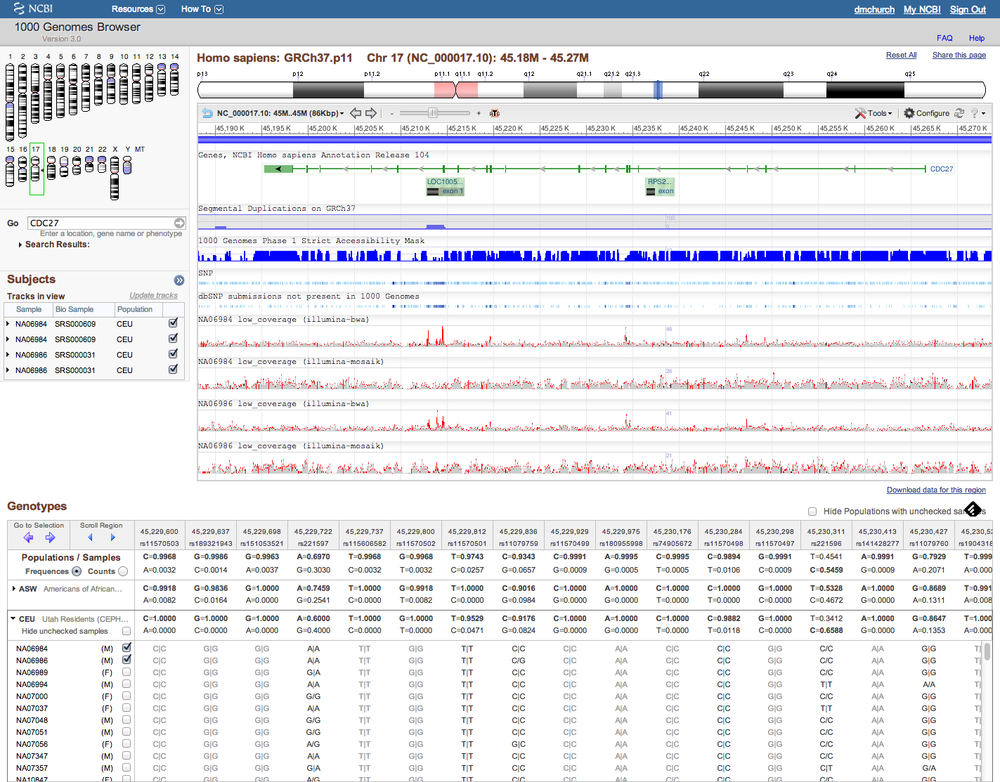 NCBI Resources How To dmchurch My NCBI Sign Out
1000 Genomes Browser
Version 3.0
FAQ Help
1 2 3 4 5 6 7 8 9 10 11 12 13 14
15 16 17 18 19 20 21 22 X Y MT
Go CDC27
Enter a location, gene name or phenotype
Search Results:
Subjects
Tracks in view Update tracks
Sample Bio Sample Population
NA06984 SRS000609 CEU
NA06984 SRS000609 CEU
NA06986 SRS000031 CEU
NA06986 SRS000031 CEU
Homo sapiens: GRCh37.p11 Chr 17 (NC_000017.10): 45.18M - 45.27M
Reset All Share this page
p13 p12 p11.2 p11.1 q11.1 q11.2 q12 q21.1 q21.2 q21.3 q22 q23 q24 q25
NC_000017.10: 45M..45M (86Kbp) - + ATG Tools Configure ?
45,190 K 45,195 K 45,200 K 45,205 K 45,210 K 45,215 K 45,220 K 45,225 K 45,230 K 45,235 K 45,240 K 45,245 K 45,250 K 45,255 K 45,260 K 45,265 K 45,270 K
Genes, NCBI Homo sapiens Annotation Release 104
CDC27
LOC1005... RPS2...
exon 1 exon
Segmental Duplications on GRCh37
100
0
1000 Genomes Phase 1 Strict Accessibility Mask
SNP
dbSNP submissions not present in 1000 Genomes
NA06984 low_coverage (illumina-bwa)
46
NA06984 low_coverage (illumina-mosaik)
26
NA06986 low_coverage (illumina-bwa)
41
NA06986 low_coverage (illumina-mosaik)
21
Download data for this region
Genotypes
Hide Populations with unchecked sam
Go to Selection Scroll Region
45,229,600 45,229,637 45,229,698 45,229,722 45,229,737 45,229,800 45,229,812 45,229,836 45,229,929 45,229,975 45,230,176 45,230,284 45,230,298 45,230,311 45,230,413 45,230,427 45,230,52
rs11570503 rs189321943 rs151053521 rs221597 rs115606582 rs11570502 rs11570501 rs11079759 rs11570499 rs180955998 rs74905672 rs11570498 rs11570497 rs221596 rs141428277 rs11079760 rs1904318
Populations / Samples C=0.9968 G=0.9986 G=0.9963 A=0.6970 T=0.9968 G=0.9968 T=0.9743 C=0.9343 C=0.9991 A=0.9995 C=0.9995 C=0.9894 G=0.9991 T=0.4541 A=0.9991 G=0.7929 T=0.999
Frequences Counts A=0.0032 C=0.0014 A=0.0037 G=0.3030 C=0.0032 T=0.0032 C=0.0257 G=0.0657 G=0.0009 G=0.0005 T=0.0005 T=0.0106 C=0.0009 C=0.5459 G=0.0009 A=0.2071 A=0.000
ASW Americans of African... C=0.9918 G=0.9836 G=1.0000 A=0.7459 T=1.0000 G=0.9918 T=1.0000 C=0.9016 C=1.0000 A=1.0000 C=1.0000 C=1.0000 G=1.0000 T=0.5328 A=1.0000 G=0.8689 T=0.991
A=0.0082 C=0.0164 A=0.0000 G=0.2541 C=0.0000 T=0.0082 C=0.0000 G=0.0984 G=0.0000 G=0.0000 T=0.0000 T=0.0000 C=0.0000 C=0.4672 G=0.0000 A=0.1311 A=0.008
CEU Utah Residents (CEPH... C=1.0000 G=1.0000 G=1.0000 A=0.6000 T=1.0000 G=1.0000 T=0.9529 C=0.9176 C=1.0000 A=1.0000 C=1.0000 C=0.9882 G=1.0000 T=0.3412 A=1.0000 G=0.8647 T=1.000
Hide unchecked samples A=0.0000 C=0.0000 A=0.0000 G=0.4000 C=0.0000 T=0.0000 C=0.0471 G=0.0824 G=0.0000 G=0.0000 T=0.0000 T=0.0118 C=0.0000 C=0.6588 G=0.0000 A=0.1353 A=0.000
NA06984 (M) C|C G|G G|G A|A T|T G|G T|T C|C C|C A|A C|C C|C G|G C/C A|A G|G T|
NA06986 (M) C|C G|G G|G A|A T|T G|G T|T C/G C|C A|A C|C C|C G|G C/C A|A G|G T|
NA06989 (F) C|C G|G G|G G|A T|T G|G T|T C|C C|C A|A C|C C|C G|G C/C A|A G|G T|
NA06994 (M) C|C G|G G|G A|A T|T G|G T|T C|C C|C A|A C|C C|C G|G T|T A|A A/A T|
NA07000 (F) C|C G|G G|G G/G T|T G|G T|T C|C C|C A|A C|C C|C G|G C/C A|A G|G T|
NA07037 (F) C|C G|G G|G A|A T|T G|G T|T C|C C|C A|A C|C C|C G|G T|T A|A G|G T|
NA07048 (M) C|C G|G G|G G/G T|T G|G T|T C|C C|C A|A C|C C|C G|G C/C A|A G|G T|
NA07051 (M) C|C G|G G|G G/G T|T G|G T|T C|C C|C A|A C|C C|C G|G C/C A|A G|G T|
NA07056 (F) C|C G|G G|G A/G T|T G|G T|T G|C C|C A|A C|C C|C G|G C/C A|A G|G T|
NA07347 (M) C|C G|G G|G A|A T|T G|G T|T C|C C|C A|A C|C C|C G|G C/C A|A G|G T|
NA07357 (M) C|C G|G G|G G|A T|T G|G T|T C|C C|C A|A C|C C|C G|G C|T A|A G/A T|
NA10847 (F) C|C G|G G|G A/G T|T G|G T|T C|C C|C A|A C|C C|C G|G C/C A|A G|G T|